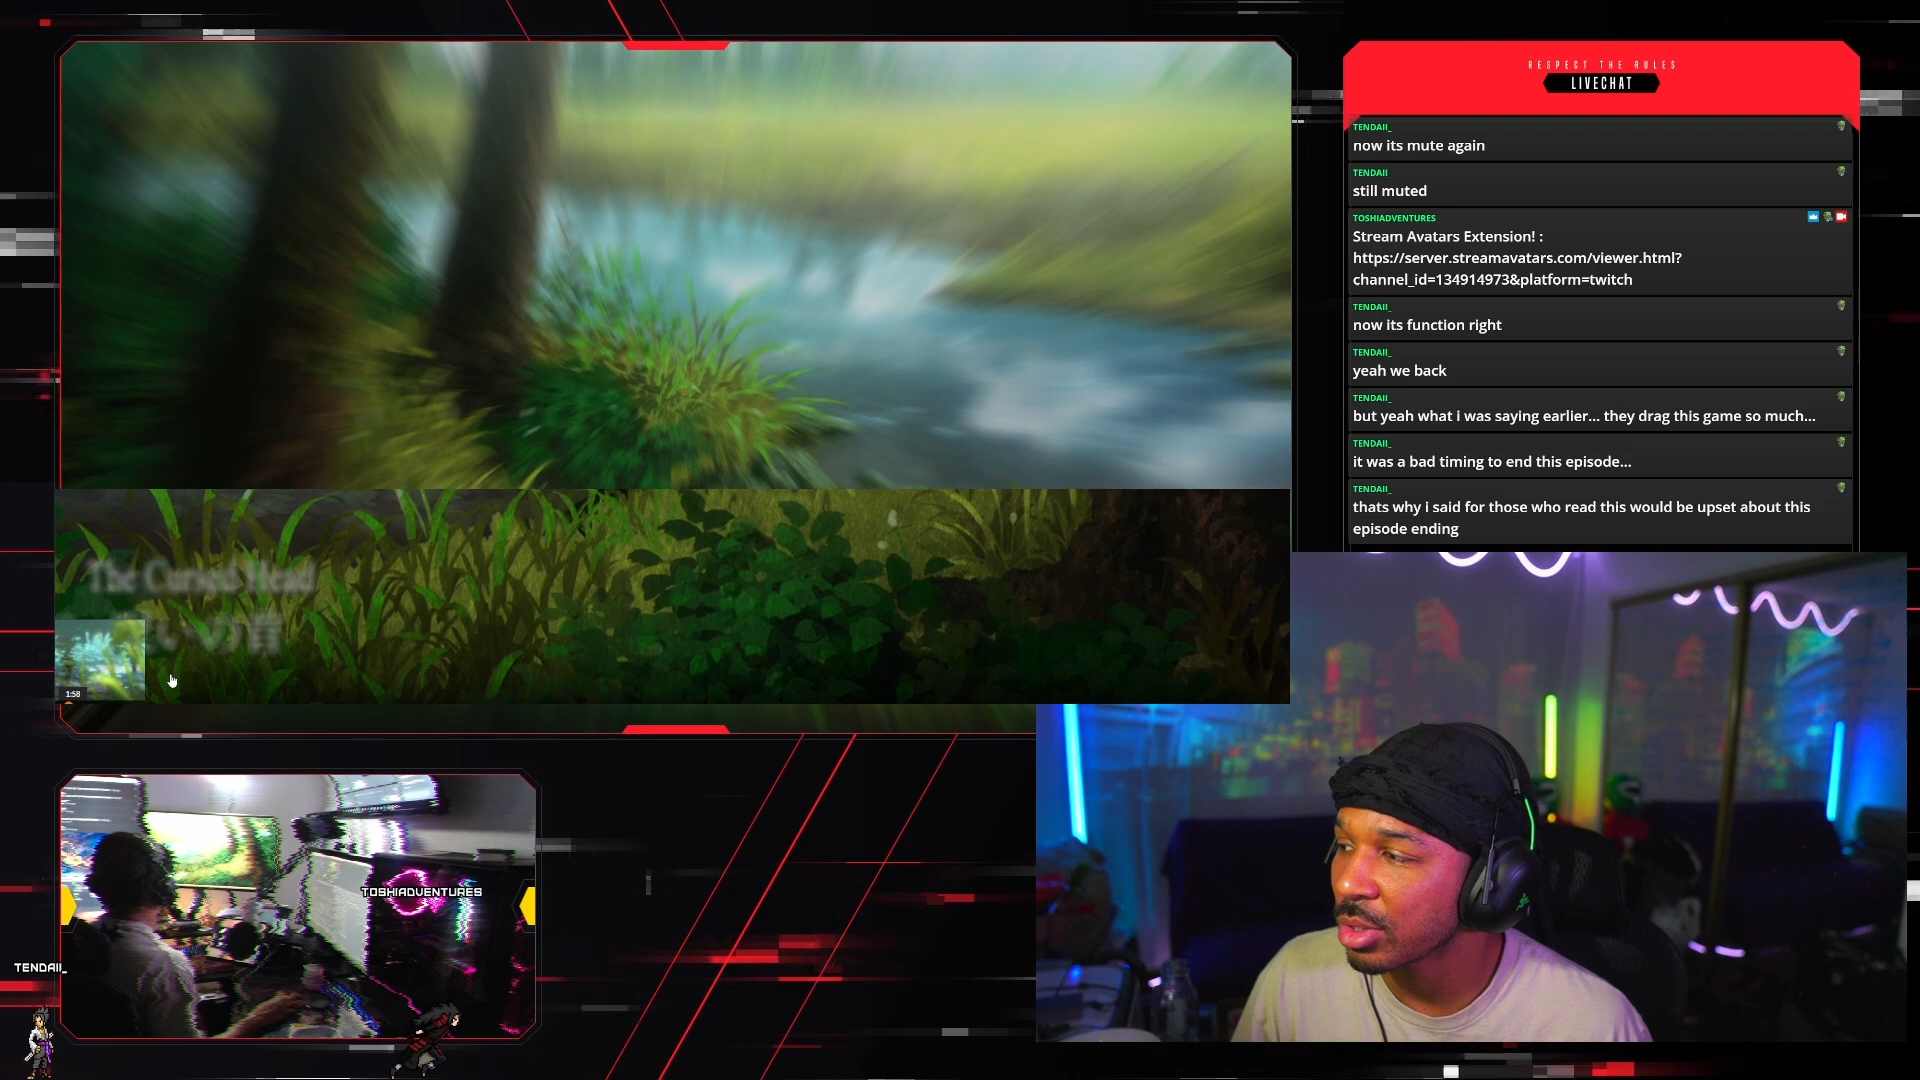 RESPECT THE RULES
LIVECHAT
TENDAII_
now its mute again
TENDAII_
still muted
TOSHIADVENTURES
Stream Avatars Extension! :
https://server.streamavatars.com/viewer.html?
channel_id=134914973&platform=twitch
TENDAII_
now its function right
TENDAII_
yeah we back
TENDAII_
but yeah what i was saying earlier... they drag this game so much...
TENDAII_
it was a bad timing to end this episode...
TENDAII_
thats why i said for those who read this would be upset about this
episode ending
The Cursed Head
1:58
TOSHIADVENTURES
TENDAII_